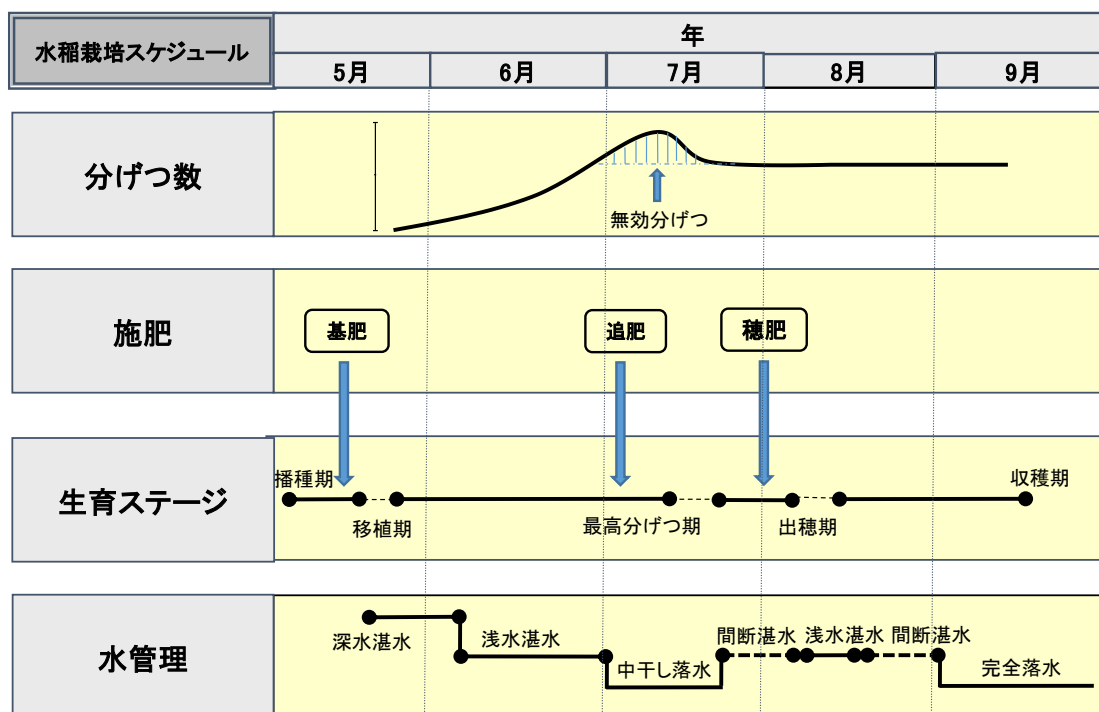 水稲栽培スケジュール
年
5月
6月
7月
8月
9月
分げつ数
無効分げつ
施肥
基肥
追肥
穂肥
生育ステージ
播種期
移植期
最高分げつ期
出穂期
収穫期
水管理
深水湛水
浅水湛水
中干し落水
間断湛水
浅水湛水
間断湛水
完全落水